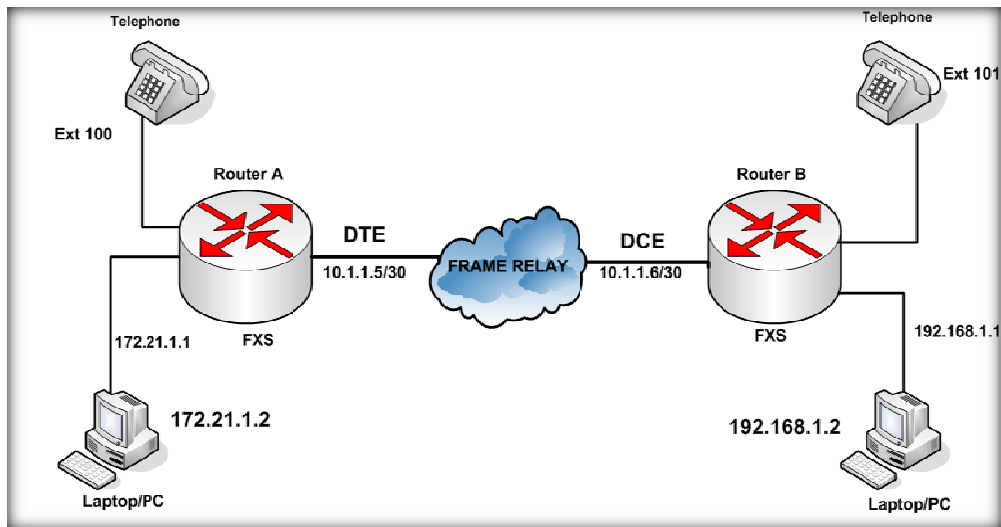 Telephone
Telephone
Ext 100
Ext 101
Router A
Router B
DTE
DCE
10.1.1.5/30
FRAME RELAY
10.1.1.6/30
FXS
FXS
172.21.1.1
192.168.1.1
172.21.1.2
192.168.1.2
Laptop/PC
Laptop/PC